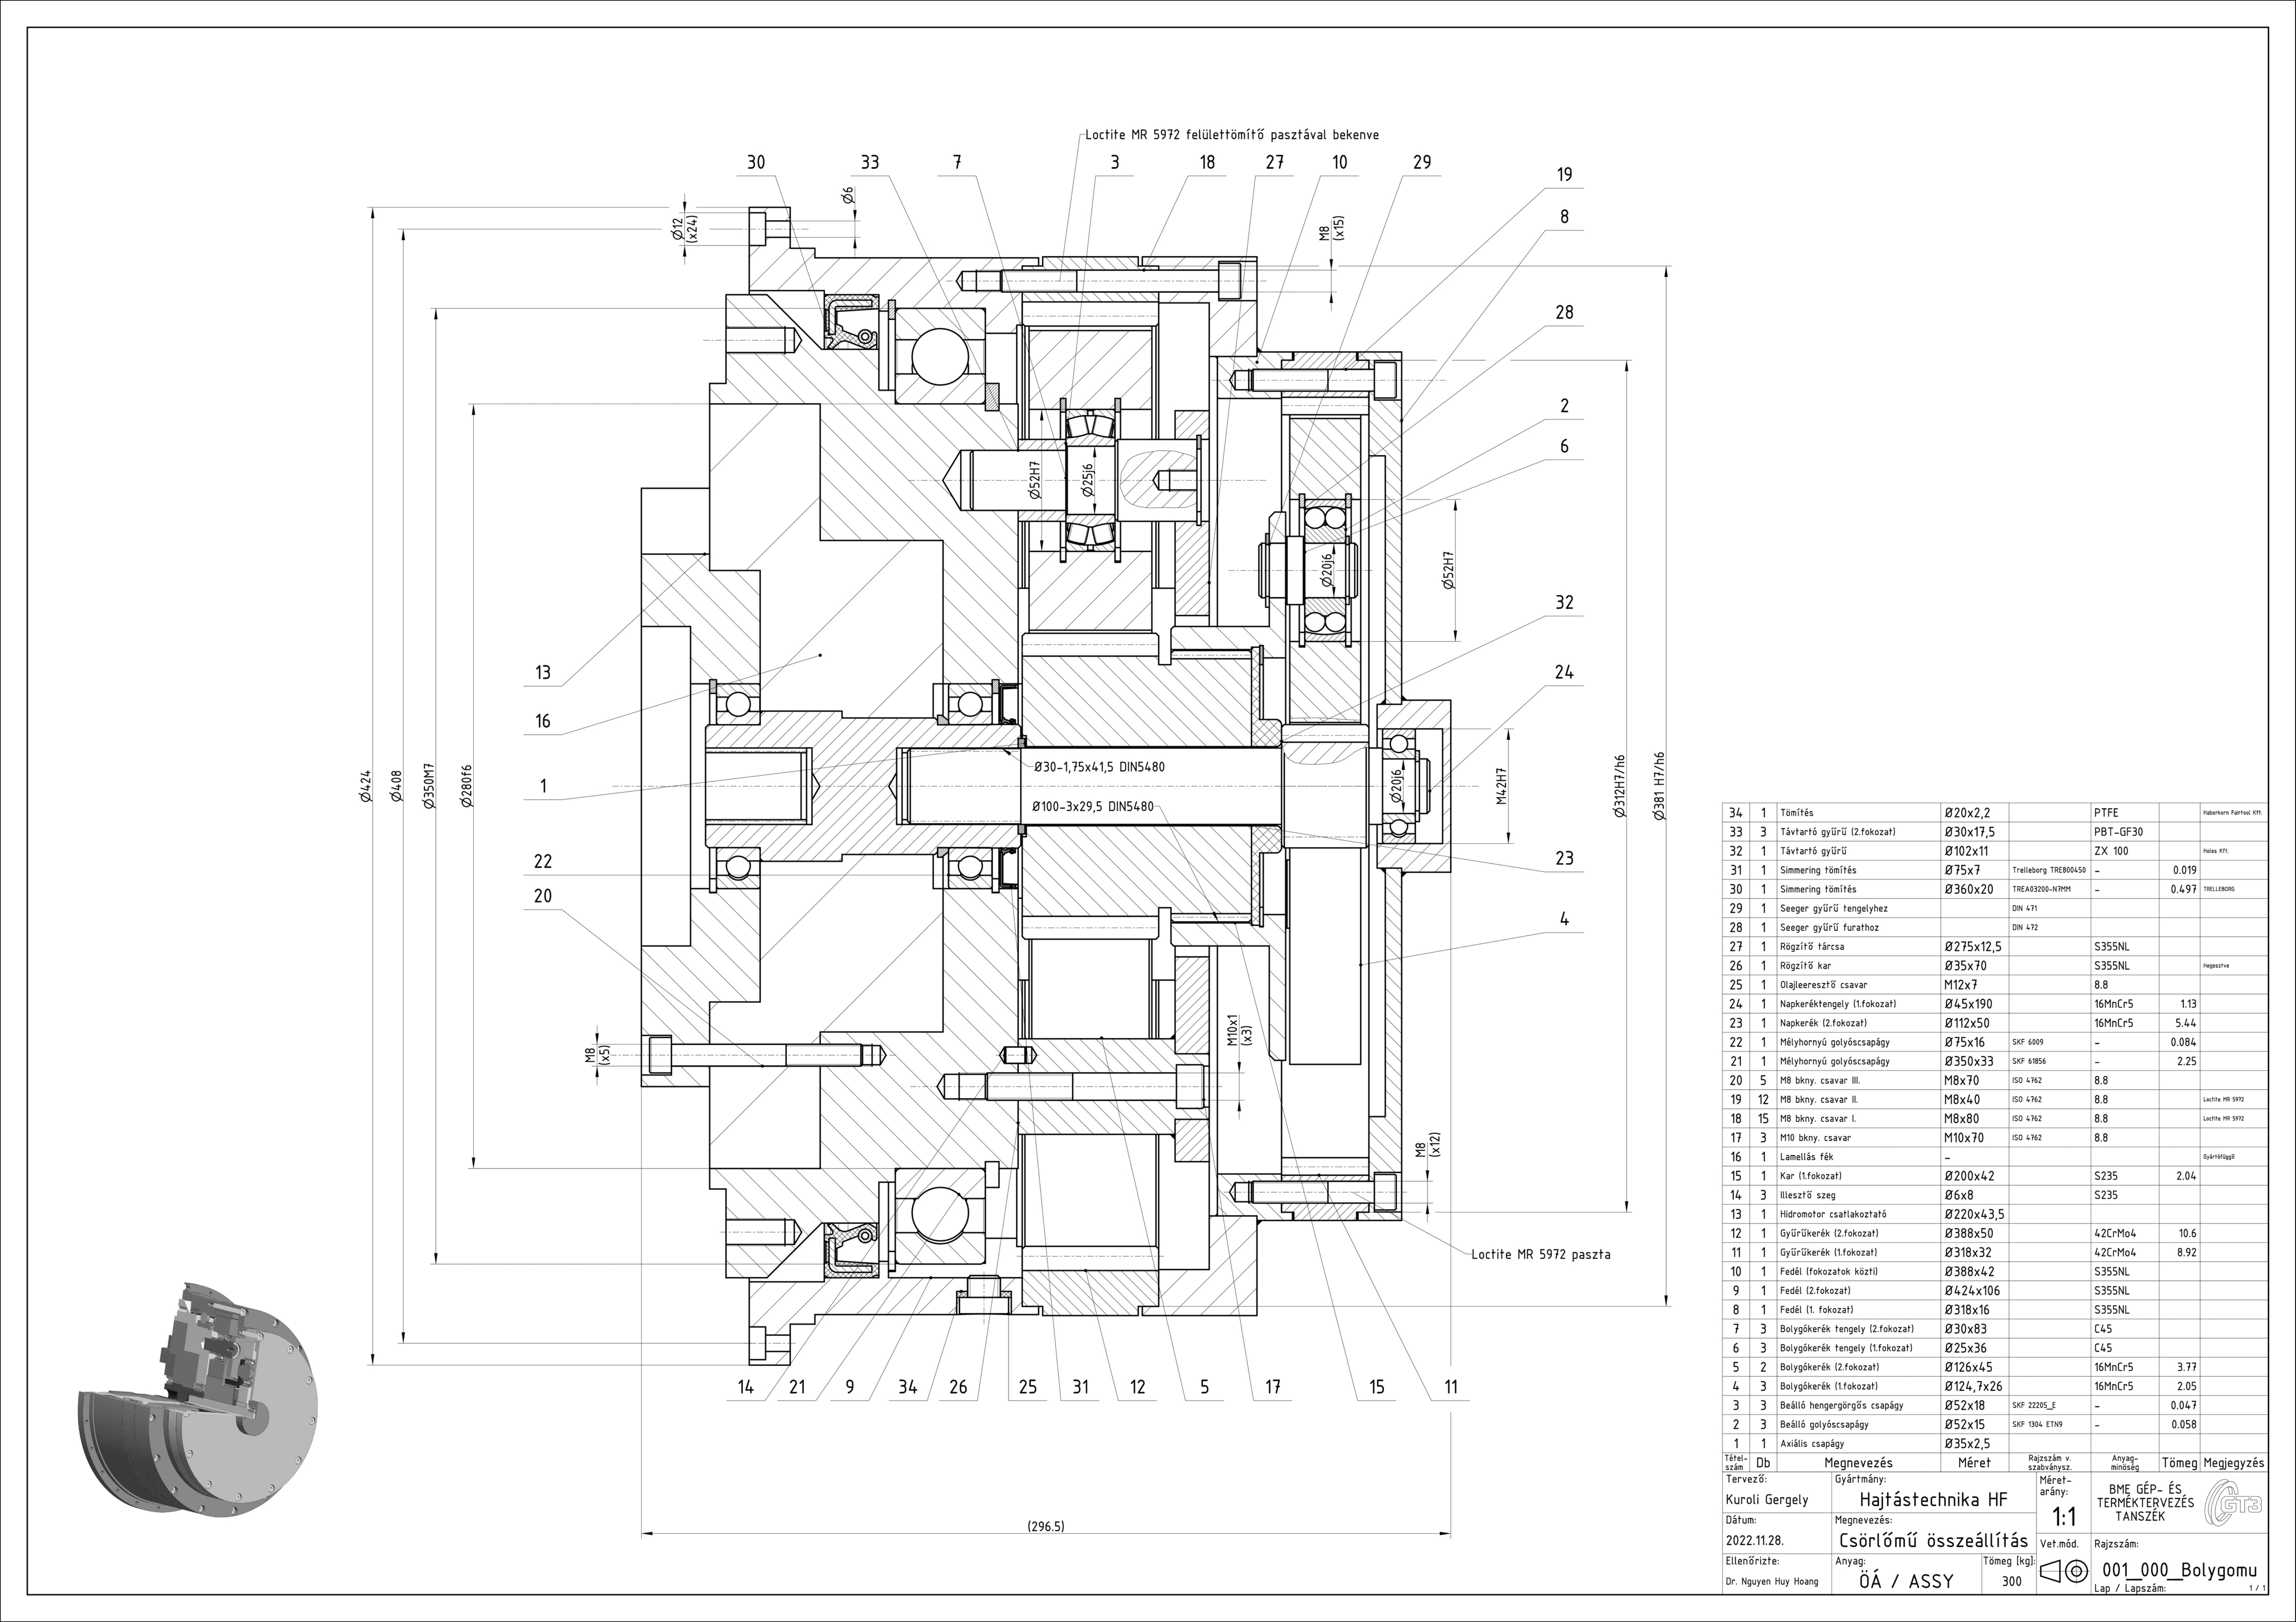 Loctite MR 5972 felülettömítő pasztával bekenve
30
33
7
3
18
27
10
29
19
8
28
2
6
32
24
23
4
13
16
1
22
20
14
21
9
34
26
25
31
12
5
17
15
11
Ø12
(x24)
Ø6
M8
(x15)
Ø424
Ø408
Ø350M7
Ø280f6
Ø52H7
Ø25j6
Ø20j6
Ø52H7
Ø30-1,75x41,5 DIN5480
Ø100-3x29,5 DIN5480
Ø20j6
M42H7
Ø312H7/h6
Ø381 H7/h6
M8
(x5)
M10x1
(x3)
M8
(x12)
Loctite MR 5972 paszta
(296.5)
34 1 Tömítés Ø20x2,2 PTFE Haberkorn Fairtool Kft.
33 3 Távtartó gyűrű (2.fokozat) Ø30x17,5 PBT-GF30
32 1 Távtartó gyűrű Ø102x11 ZX 100 Holes Kft.
31 1 Simmering tömítés Ø75x7 Trelleborg TRE800450 - 0.019
30 1 Simmering tömítés Ø360x20 TREA03200-N7MM - 0.497 TRELLEBORG
29 1 Seeger gyűrű tengelyhez DIN 471
28 1 Seeger gyűrű furathoz DIN 472
27 1 Rögzítő tárcsa Ø275x12,5 S355NL
26 1 Rögzítő kar Ø35x70 S355NL Hegesztve
25 1 Olajleeresztő csavar M12x7 8.8
24 1 Napkeréktengely (1.fokozat) Ø45x190 16MnCr5 1.13
23 1 Napkerék (2.fokozat) Ø112x50 16MnCr5 5.44
22 1 Mélyhornyú golyóscsapágy Ø75x16 SKF 6009 - 0.084
21 1 Mélyhornyú golyóscsapágy Ø350x33 SKF 61856 - 2.25
20 5 M8 bkny. csavar III. M8x70 ISO 4762 8.8
19 12 M8 bkny. csavar II. M8x40 ISO 4762 8.8 Loctite MR 5972
18 15 M8 bkny. csavar I. M8x80 ISO 4762 8.8 Loctite MR 5972
17 3 M10 bkny. csavar M10x70 ISO 4762 8.8
16 1 Lamellás fék - Gyártófüggő
15 1 Kar (1.fokozat) Ø200x42 S235 2.04
14 3 Illesztő szeg Ø6x8 S235
13 1 Hidromotor csatlakoztató Ø220x43,5
12 1 Gyűrűkerék (2.fokozat) Ø388x50 42CrMo4 10.6
11 1 Gyűrűkerék (1.fokozat) Ø318x32 42CrMo4 8.92
10 1 Fedél (fokozatok közti) Ø388x42 S355NL
9 1 Fedél (2.fokozat) Ø424x106 S355NL
8 1 Fedél (1. fokozat) Ø318x16 S355NL
7 3 Bolygókerék tengely (2.fokozat) Ø30x83 C45
6 3 Bolygókerék tengely (1.fokozat) Ø25x36 C45
5 2 Bolygókerék (2.fokozat) Ø126x45 16MnCr5 3.77
4 3 Bolygókerék (1.fokozat) Ø124,7x26 16MnCr5 2.05
3 3 Beálló hengergörgős csapágy Ø52x18 SKF 22205_E - 0.047
2 3 Beálló golyóscsapágy Ø52x15 SKF 1304 ETN9 - 0.058
1 1 Axiális csapágy Ø35x2,5
Tétel-szám Db Megnevezés Méret Rajzszám v. szabványsz. Anyag-minőség Tömeg Megjegyzés
Tervező:
Kuroli Gergely
Gyártmány:
Hajtástechnika HF
Méret-
arány:
1:1
BME GÉP- ÉS
TERMÉKTERVEZÉS
TANSZÉK
GT3
Dátum:
2022.11.28.
Megnevezés:
Csörlőmű összeállítás
Vet.mód.
Rajzszám:
001_000_Bolygomu
Ellenőrizte:
Dr. Nguyen Huy Hoang
Anyag:
ÖÁ / ASSY
Tömeg [kg]:
300
Lap / Lapszám:
1 / 1